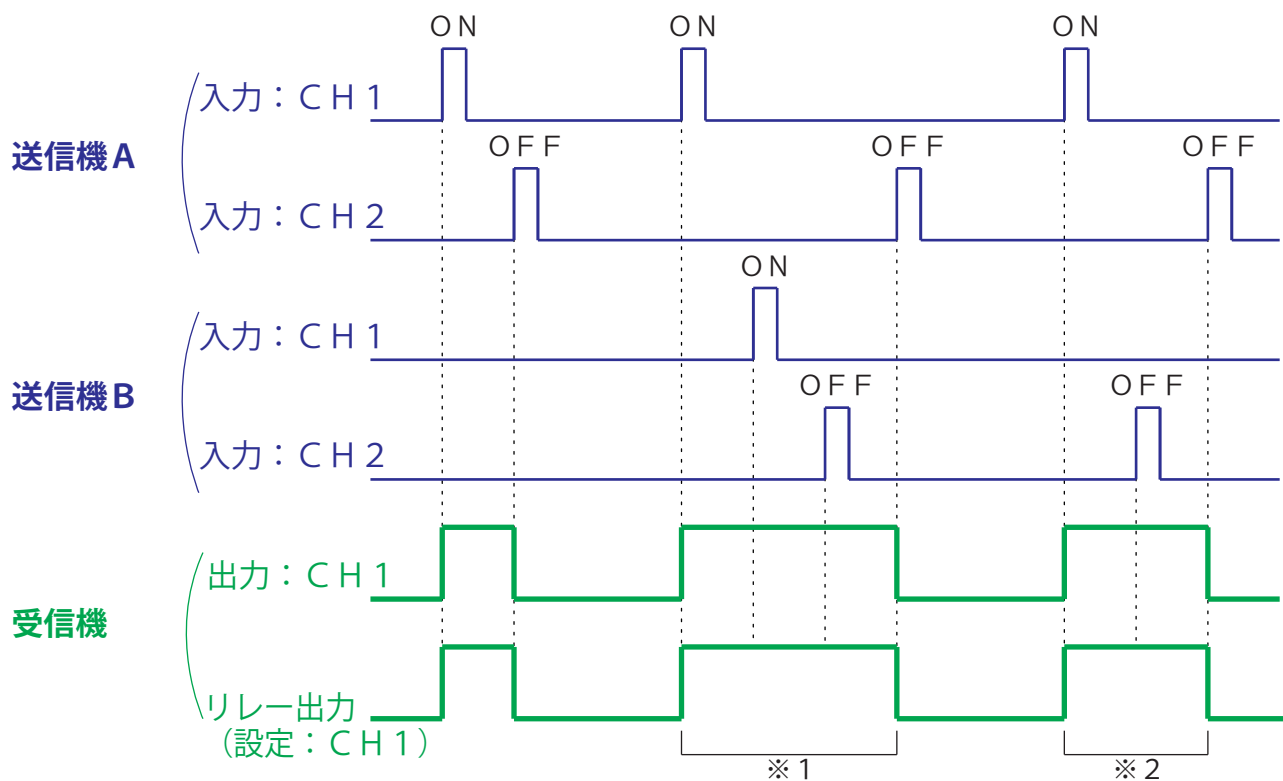 ＯＮ ＯＮ ＯＮ
入力：ＣＨ１
送信機Ａ
ＯＦＦ ＯＦＦ ＯＦＦ
入力：ＣＨ２
ＯＮ
入力：ＣＨ１
送信機Ｂ
ＯＦＦ ＯＦＦ
入力：ＣＨ２
出力：ＣＨ１
受信機
リレー出力
（設定：ＣＨ１）
※１ ※２